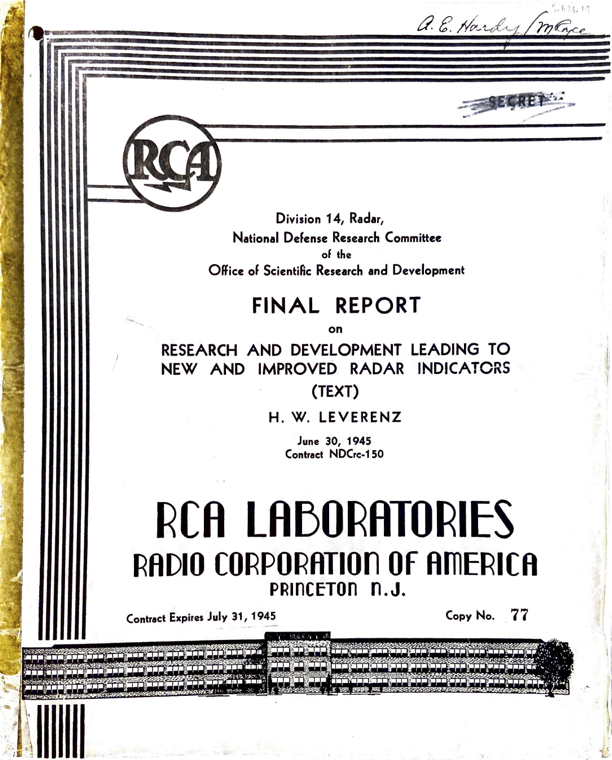 A. E. Hardy /
SECRET
RCA
Division 14, Radar,
National Defense Research Committee
of the
Office of Scientific Research and Development
FINAL REPORT
on
RESEARCH AND DEVELOPMENT LEADING TO
NEW AND IMPROVED RADAR INDICATORS
(TEXT)
H. W. LEVERENZ
June 30, 1945
Contract NDCrc-150
RCA LABORATORIES
RADIO CORPORATION OF AMERICA
PRINCETON N.J.
Contract Expires July 31, 1945
Copy No. 77